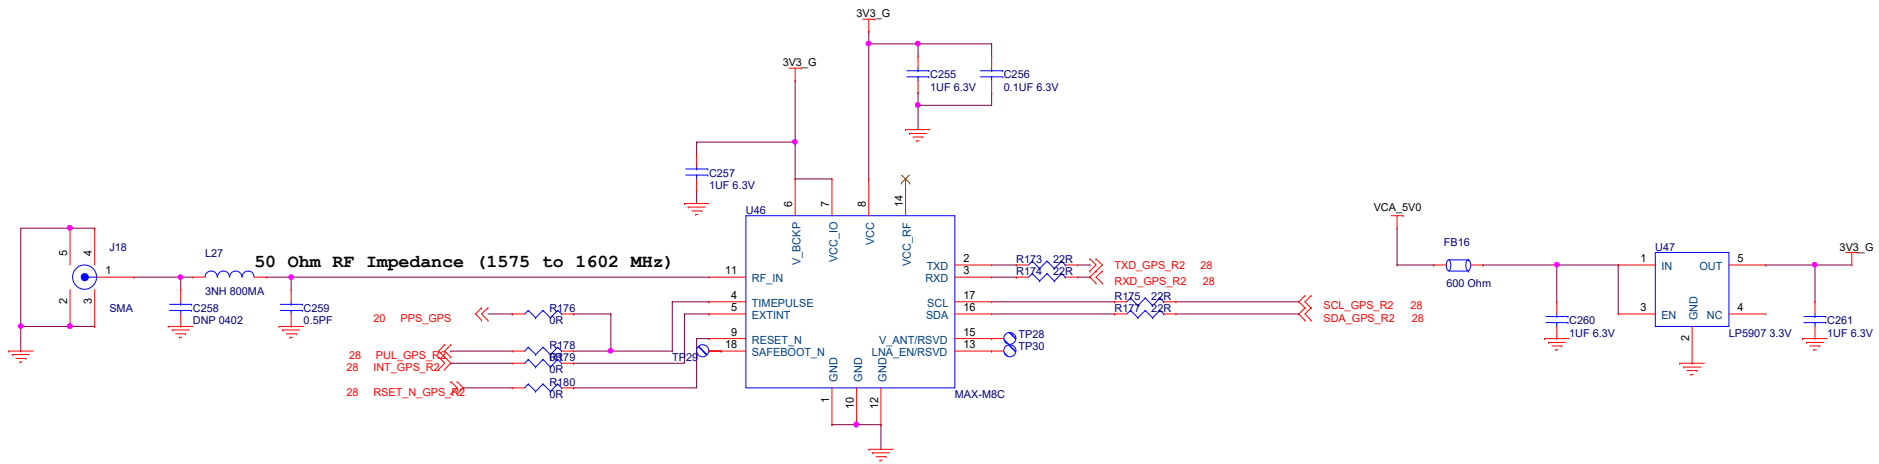 3V3_G
3V3_G
C255
1UF 6.3V
C256
0.1UF 6.3V
C257
1UF 6.3V
6
7
8
14
U46
V_BCKP
VCC_IO
VCC
VCC_RF
J18
5
4
1
2
3
SMA
L27
3NH 800MA
50 Ohm RF Impedance (1575 to 1602 MHz)
C258
DNP 0402
C259
0.5PF
11
RF_IN
4
TIMEPULSE
5
EXTINT
9
RESET_N
18
SAFEBOOT_N
20 PPS_GPS
R176
0R
28 PUL_GPS_R2
R178
0R
28 INT_GPS_R2
R179
0R
28 RSET_N_GPS_R2
R180
0R
TP29
TXD
2
R173 22R
TXD_GPS_R2 28
RXD
3
R174 22R
RXD_GPS_R2 28
SCL
17
R175 22R
SCL_GPS_R2 28
SDA
16
R177 22R
SDA_GPS_R2 28
V_ANT/RSVD
15
TP28
LNA_EN/RSVD
13
TP30
GND
GND
GND
1
10
12
MAX-M8C
VCA_5V0
FB16
600 Ohm
C260
1UF 6.3V
U47
1
IN
OUT
5
3
EN
GND
NC
4
2
LP5907 3.3V
3V3_G
C261
1UF 6.3V